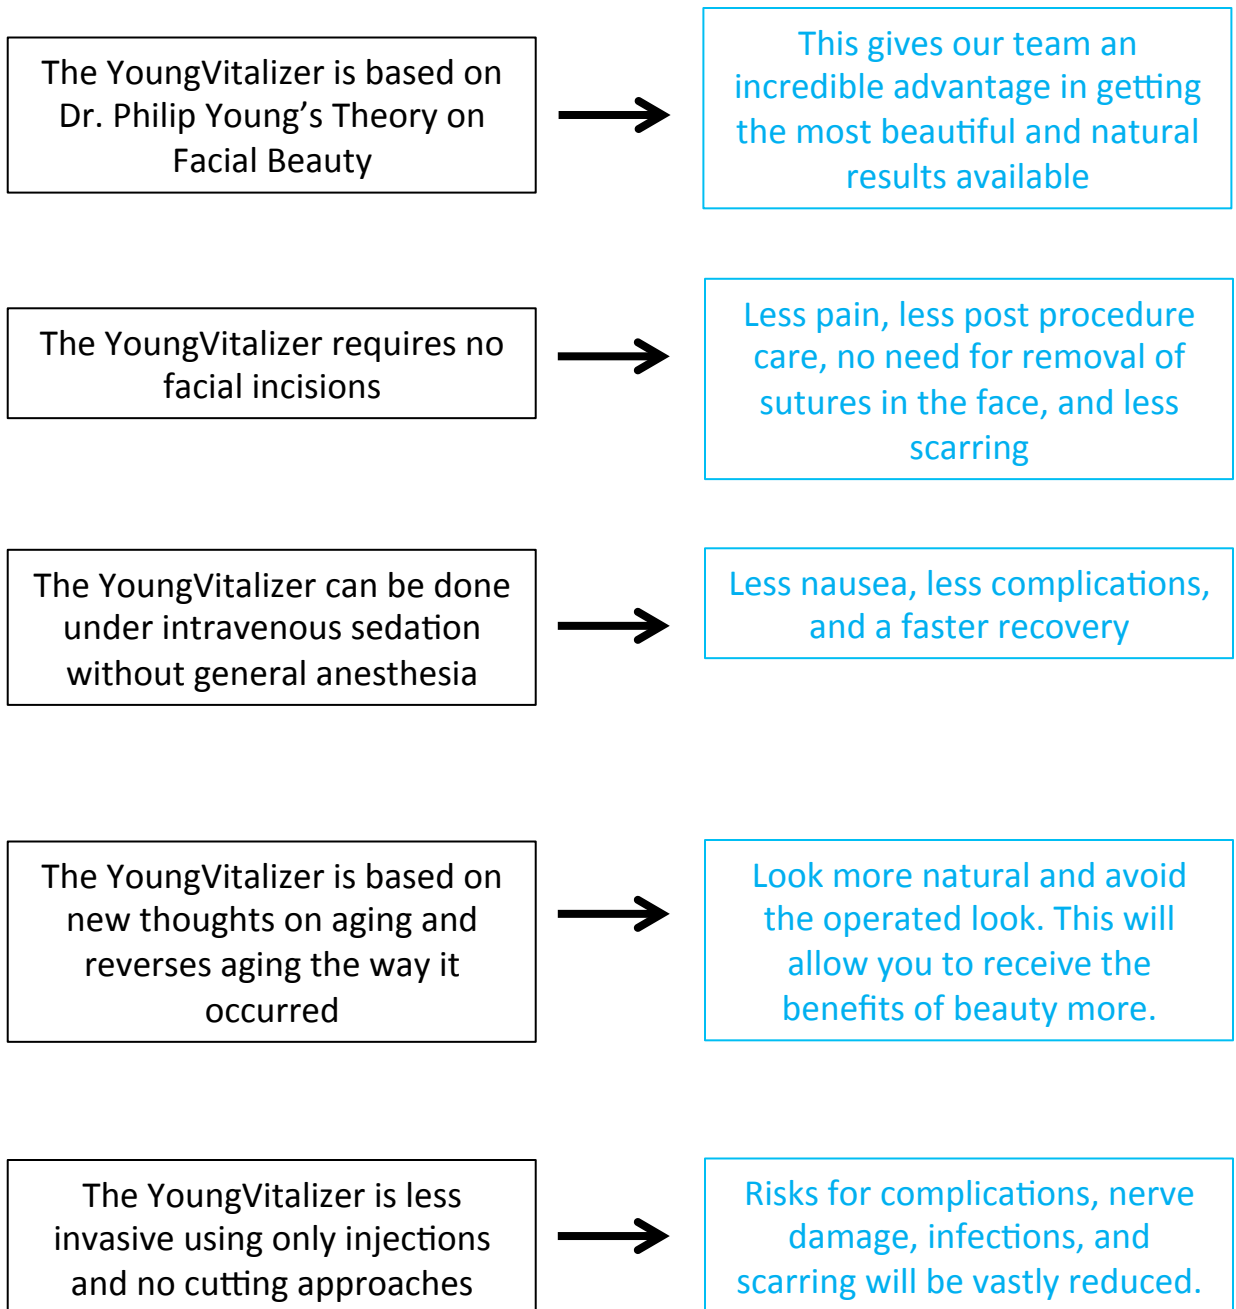 The YoungVitalizer is based on
Dr. Philip Young’s Theory on
Facial Beauty
This gives our team an
incredible advantage in getting
the most beautiful and natural
results available
The YoungVitalizer requires no
facial incisions
Less pain, less post procedure
care, no need for removal of
sutures in the face, and less
scarring
The YoungVitalizer can be done
under intravenous sedation
without general anesthesia
Less nausea, less complications,
and a faster recovery
The YoungVitalizer is based on
new thoughts on aging and
reverses aging the way it
occurred
Look more natural and avoid
the operated look. This will
allow you to receive the
benefits of beauty more.
The YoungVitalizer is less
invasive using only injections
and no cutting approaches
Risks for complications, nerve
damage, infections, and
scarring will be vastly reduced.